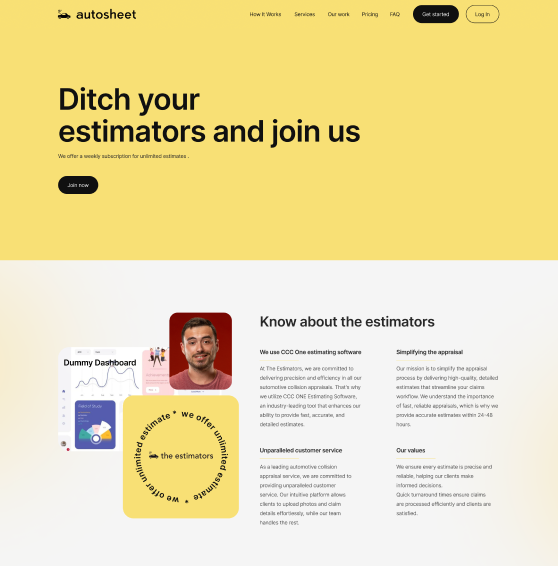 autosheet
How It Works Services Our work Pricing FAQ Get started Log In
Ditch your
estimators and join us
We offer a weekly subscription for unlimited estimates .
Join now
Know about the estimators
Dummy Dashboard
we offer unlimited estimate * we offer unlimited estimate *
the estimators
We use CCC One estimating software
At The Estimators, we are committed to
delivering precision and efficiency in all our
automotive collision appraisals. That's why
we utilize CCC ONE Estimating Software,
an industry-leading tool that enhances our
ability to provide fast, accurate, and
detailed estimates.
Simplifying the appraisal
Our mission is to simplify the appraisal
process by delivering high-quality, detailed
estimates that streamline your claims
workflow. We understand the importance
of fast, reliable appraisals, which is why we
provide accurate estimates within 24-48
hours.
Unparalleled customer service
As a leading automotive collision
appraisal service, we are committed to
providing unparalleled customer
service. Our intuitive platform allows
clients to upload photos and claim
details effortlessly, while our team
handles the rest.
Our values
We ensure every estimate is precise and
reliable, helping our clients make
informed decisions.
Quick turnaround times ensure claims
are processed efficiently and clients are
satisfied.